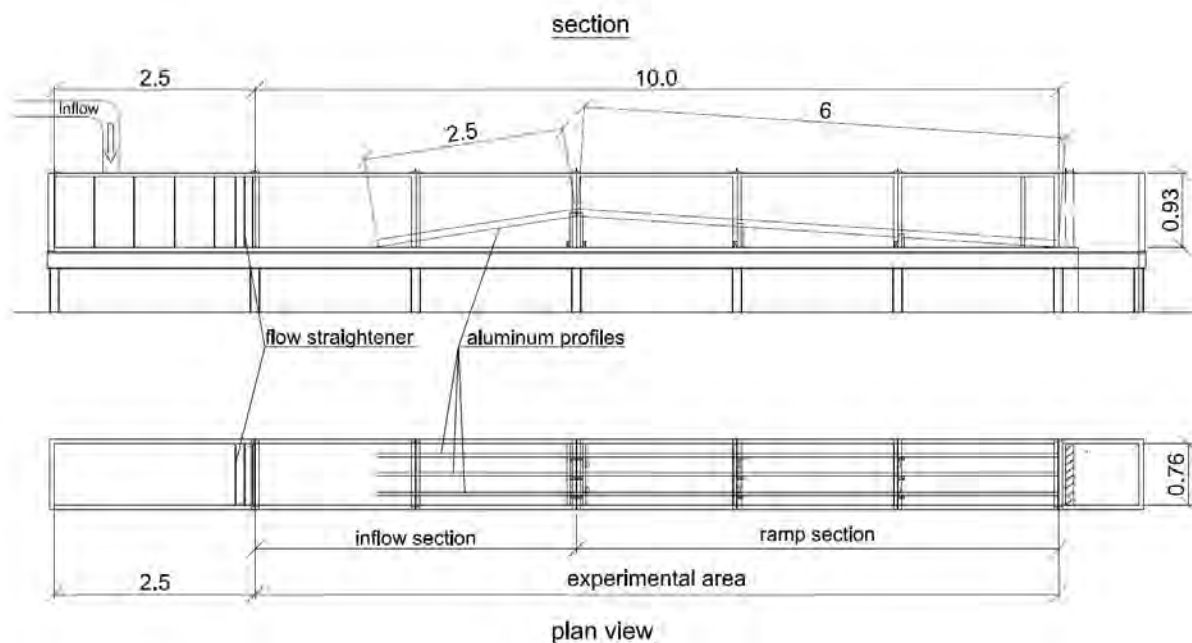 section
2.5
10.0
Inflow
2.5
6
0.93
flow straightener
aluminum profiles
0.76
inflow section
ramp section
2.5
experimental area
plan view